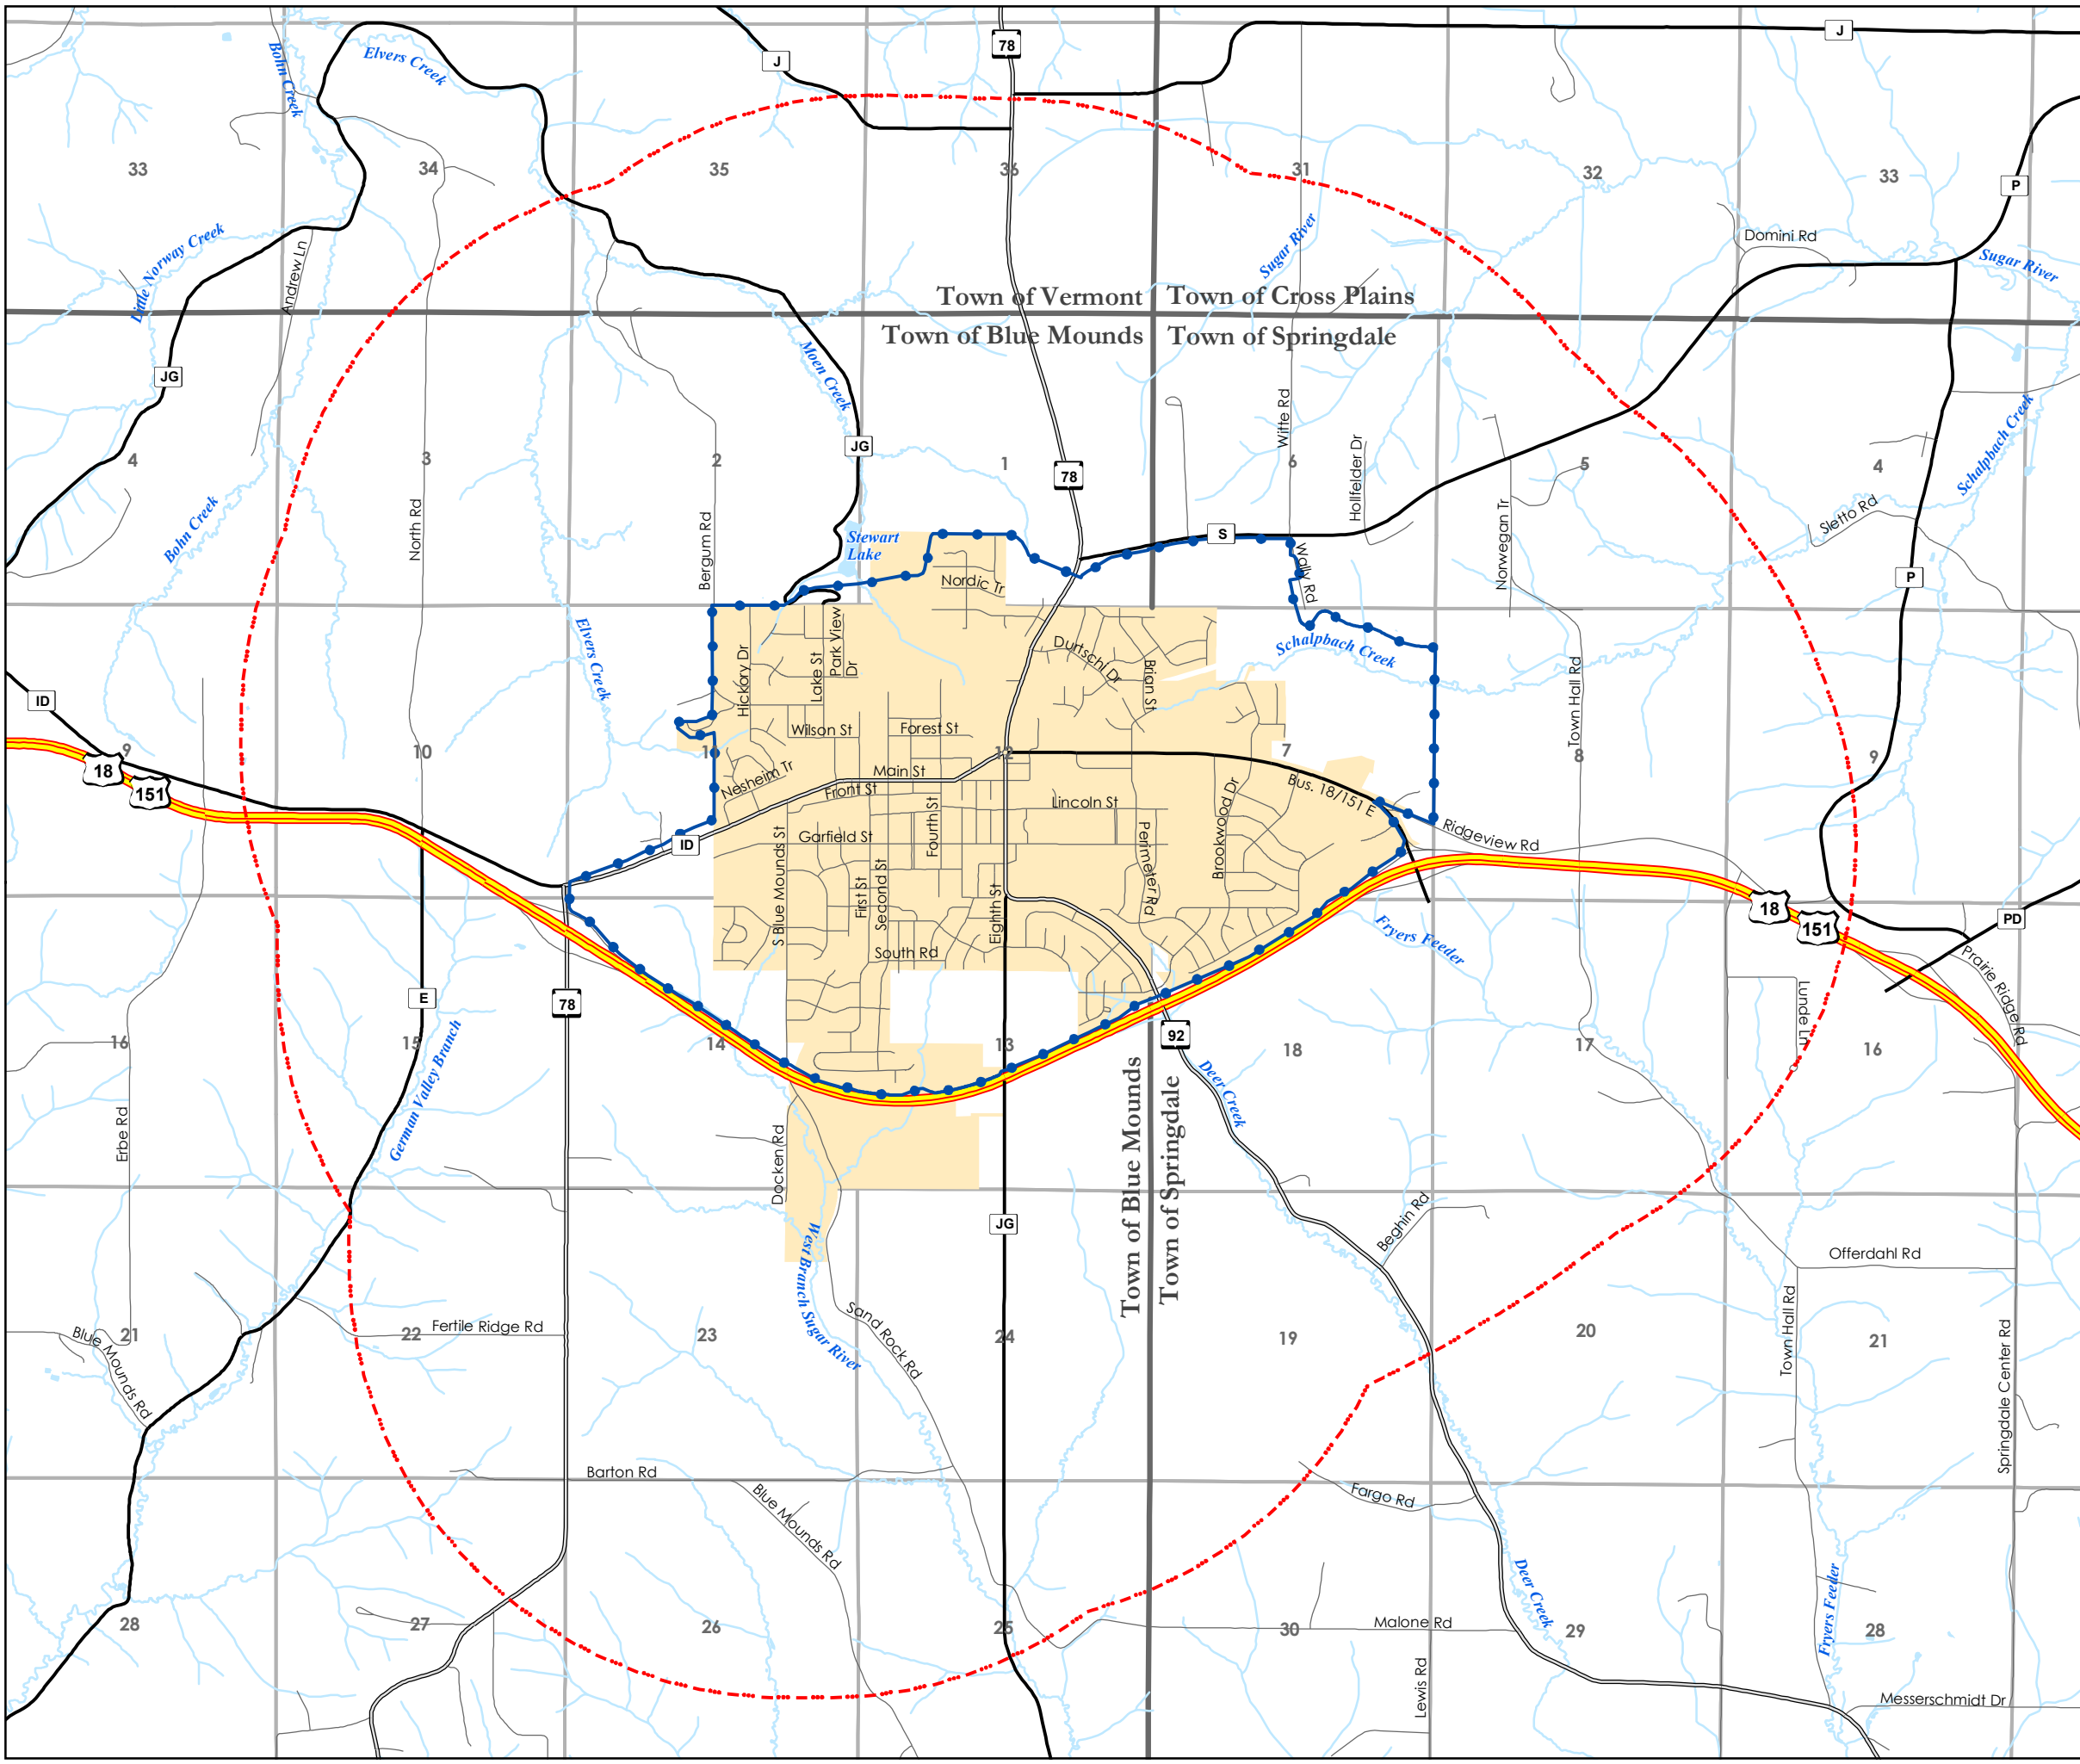 J
78
J
Elvers Creek
Bohn Creek
33
34
35
36
31
32
33
P
Little Norway Creek
Andrew Ln
Sugar River
Domini Rd
Sugar River
Town of Vermont
Town of Cross Plains
Town of Blue Mounds
Town of Springdale
JG
Moen Creek
Witte Rd
Hollfelder Dr
Schalpbach Creek
JG
4
3
2
1
78
6
5
4
Bohn Creek
North Rd
Bergum Rd
Stewart
Lake
S
Norwegan Tr
Sletto Rd
Nordic Tr
Wally Rd
P
Elvers Creek
Hickory Dr
Lake St
Park View
Dr
Durtschi Dr
Brian St
Schalpbach Creek
Town Hall Rd
ID
Wilson St
Forest St
9
10
10
12
7
8
9
18
151
Nesheim Tr
Main St
Front St
Lincoln St
Bus. 18/151 E
Brookwood Dr
Ridgeview Rd
ID
Garfield St
Fourth St
S Blue Mounds St
First St
Second St
Eighth St
Perimeter Rd
South Rd
Fryers Feeder
18
151
PD
Prairie Ridge Rd
E
78
Lunde Ln
16
15
14
13
92
18
17
16
German Valley Branch
Deer Creek
Erbe Rd
Docken Rd
Town of Blue Mounds
Town of Springdale
JG
Beghin Rd
Offerdahl Rd
West Branch Sugar River
21
Blue Mounds Rd
22
Fertile Ridge Rd
23
Sand Rock Rd
24
19
20
Town Hall Rd
21
Springdale Center Rd
Barton Rd
Blue Mounds Rd
Fargo Rd
Deer Creek
Fryers Feeder
28
27
26
25
30
Malone Rd
29
28
Lewis Rd
Messerschmidt Dr